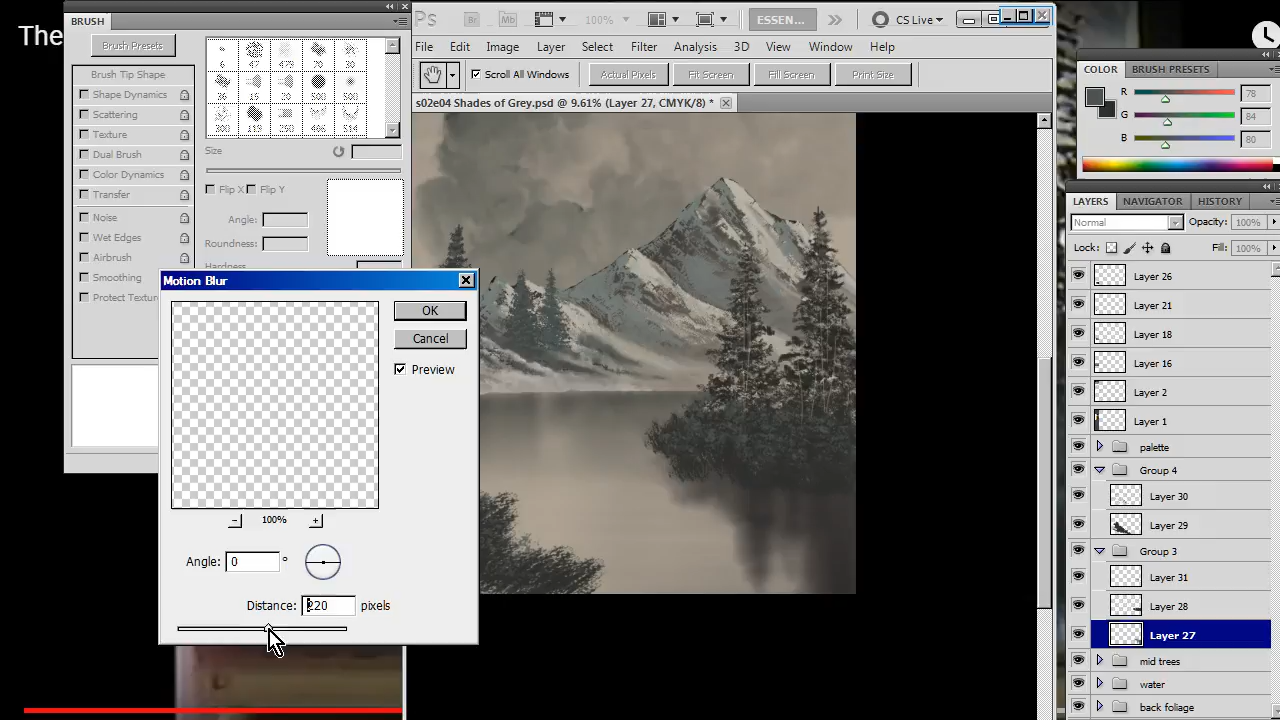 The
BRUSH
Brush Presets
Brush Tip Shape
Shape Dynamics
Scattering
Texture
Dual Brush
Color Dynamics
Transfer
Noise
Wet Edges
Airbrush
Smoothing
Protect Texture
Size
Flip X Flip Y
Angle:
Roundness:
Hardness
Ps Br Mb 100% ESSEN... CS Live
File Edit Image Layer Select Filter Analysis 3D View Window Help
Scroll All Windows Actual Pixels Fit Screen Fill Screen Print Size
s02e04 Shades of Grey.psd @ 9.61% (Layer 27, CMYK/8) *
Motion Blur
OK
Cancel
Preview
100%
Angle: 0 °
Distance: 220 pixels
COLOR BRUSH PRESETS
R 78
G 84
B 80
LAYERS NAVIGATOR HISTORY
Normal Opacity: 100%
Lock: Fill: 100%
Layer 26
Layer 21
Layer 18
Layer 16
Layer 2
Layer 1
palette
Group 4
Layer 30
Layer 29
Group 3
Layer 31
Layer 28
Layer 27
mid trees
water
back foliage